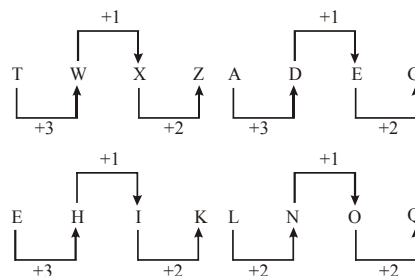 +1 +1
T W X Z A D E G
+3 +2 +3 +2
+1 +1
E H I K L N O Q
+3 +2 +2 +2